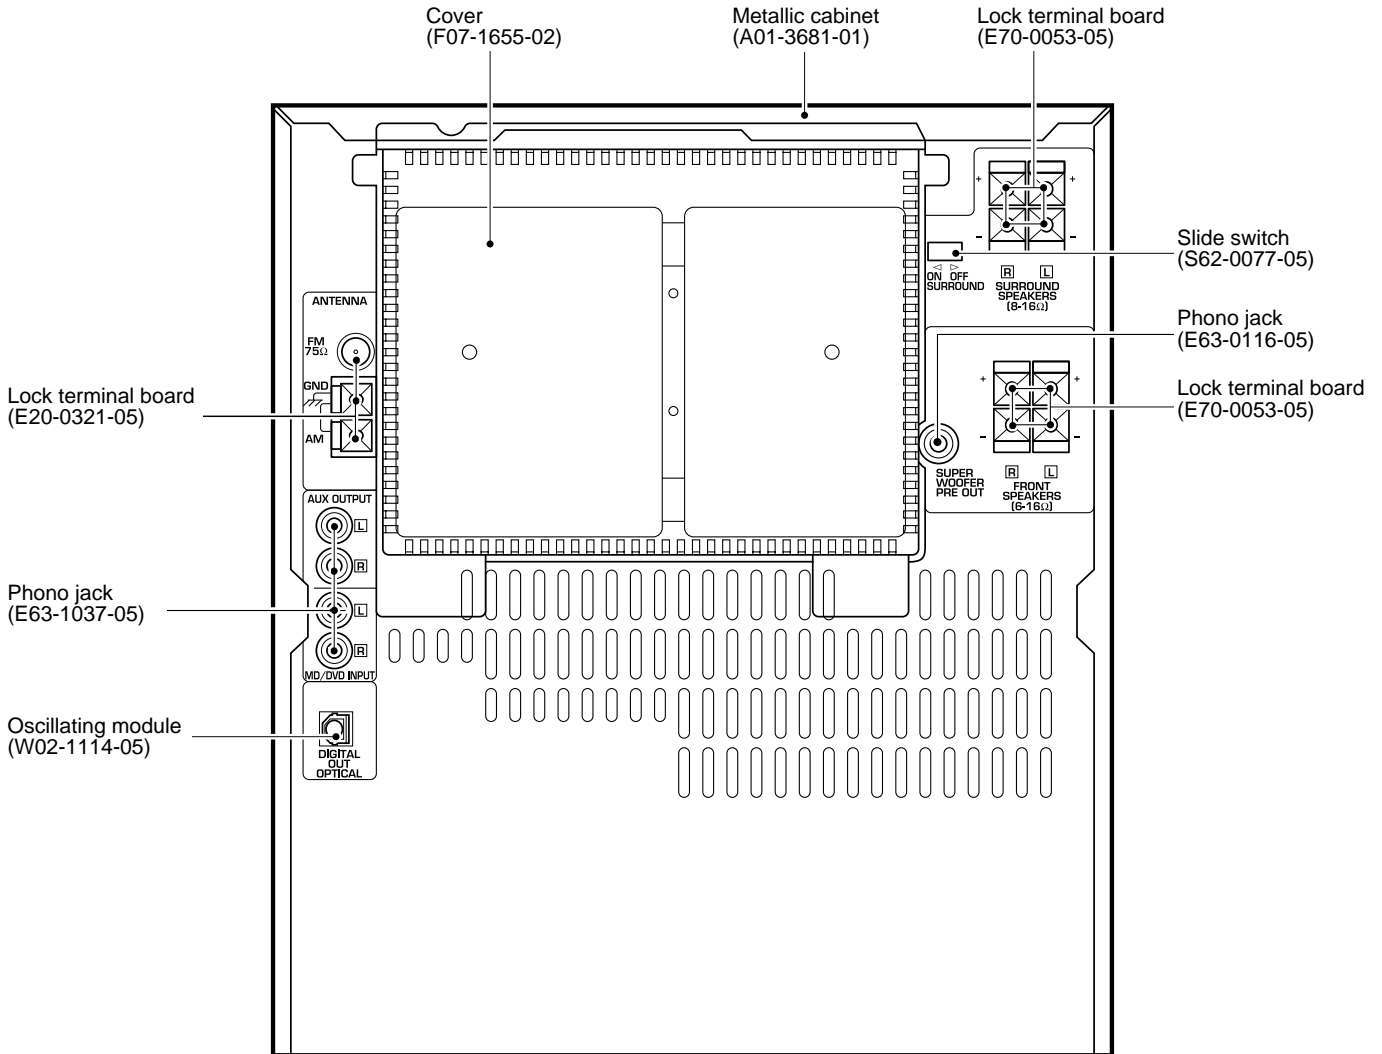 Cover
(F07-1655-02)
Metallic cabinet
(A01-3681-01)
Lock terminal board
(E70-0053-05)
+ +
- -
Slide switch
(S62-0077-05)
ON OFF
SURROUND
R L
SURROUND
SPEAKERS
(8-16Ω)
ANTENNA
FM
75Ω
GND
AM
Lock terminal board
(E20-0321-05)
Phono jack
(E63-0116-05)
Lock terminal board
(E70-0053-05)
+ +
- -
SUPER
WOOFER
PRE OUT
R L
FRONT
SPEAKERS
(6-16Ω)
AUX OUTPUT
L
R
Phono jack
(E63-1037-05)
L
R
MD/DVD INPUT
Oscillating module
(W02-1114-05)
DIGITAL
OUT
OPTICAL